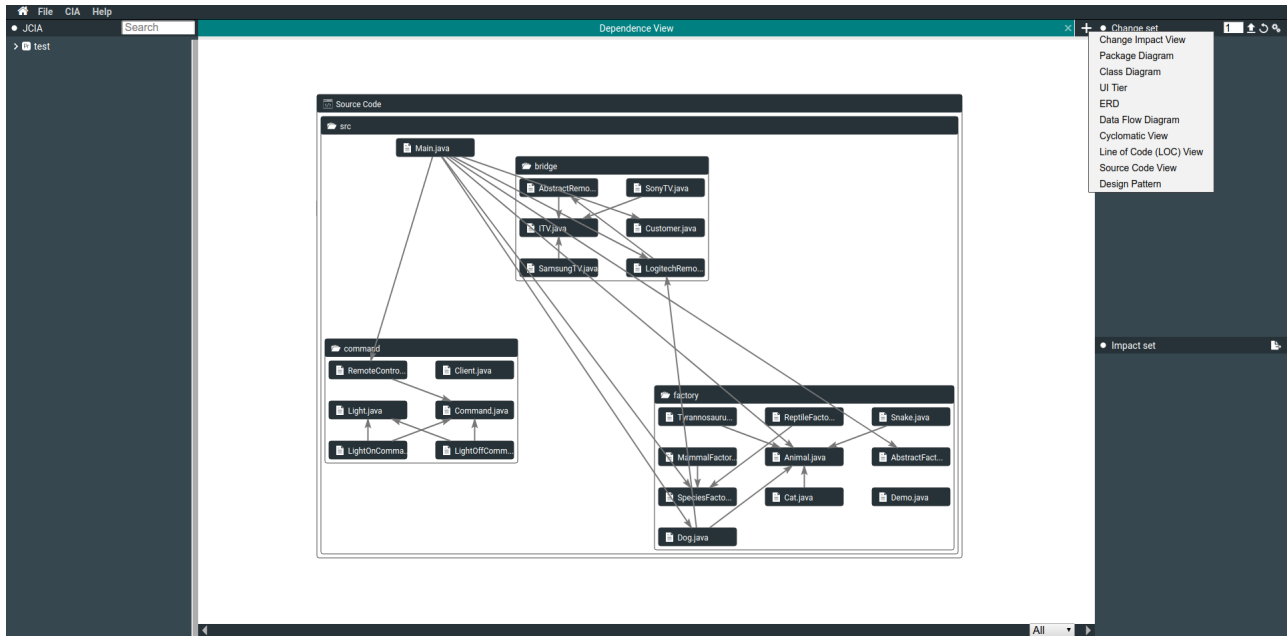 File CIA Help
JCIA Search
test
Dependence View
Change set 1
Change Impact View
Package Diagram
Class Diagram
UI Tier
ERD
Data Flow Diagram
Cyclomatic View
Line of Code (LOC) View
Source Code View
Design Pattern
Source Code
src
Main.java
bridge
AbstractRemo... SonyTV.java
ITV.java Customer.java
SamsungTV.java LogitechRemo...
command
RemoteContro... Client.java
Light.java Command.java
LightOnComma... LightOffComm...
factory
Tyrannosauru... ReptileFacto... Snake.java
MammalFactor... Animal.java AbstractFact...
SpeciesFacto... Cat.java Demo.java
Dog.java
Impact set
All